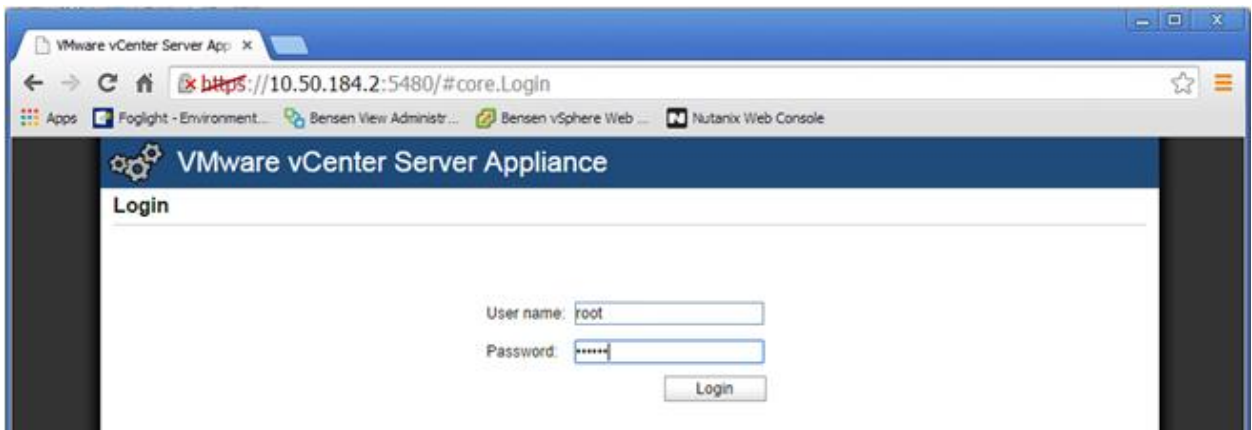 VMware vCenter Server App
https://10.50.184.2:5480/#core.Login
Apps Foglight - Environment... Bensen View Administr... Bensen vSphere Web ... Nutanix Web Console
VMware vCenter Server Appliance
Login
User name: root
Password: ••••••
Login